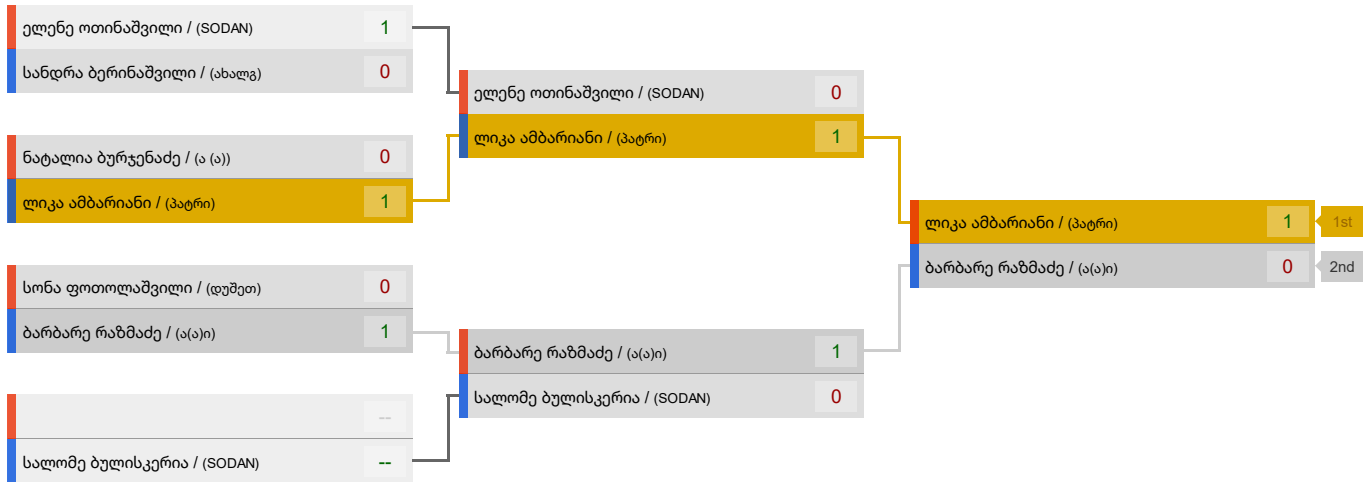 ელენე ოთინაშვილი / (SODAN) 1
სანდრა ბერინაშვილი / (ახალგ) 0
ნატალია ბურჯენაძე / (ა (ა)) 0
ლიკა ამბარიანი / (პატრი) 1
სონა ფოთოლაშვილი / (დუშეთ) 0
ბარბარე რაზმაძე / (ა(ა)ი) 1
--
სალომე ბულისკერია / (SODAN) --
ელენე ოთინაშვილი / (SODAN) 0
ლიკა ამბარიანი / (პატრი) 1
ბარბარე რაზმაძე / (ა(ა)ი) 1
სალომე ბულისკერია / (SODAN) 0
ლიკა ამბარიანი / (პატრი) 1 1st
ბარბარე რაზმაძე / (ა(ა)ი) 0 2nd